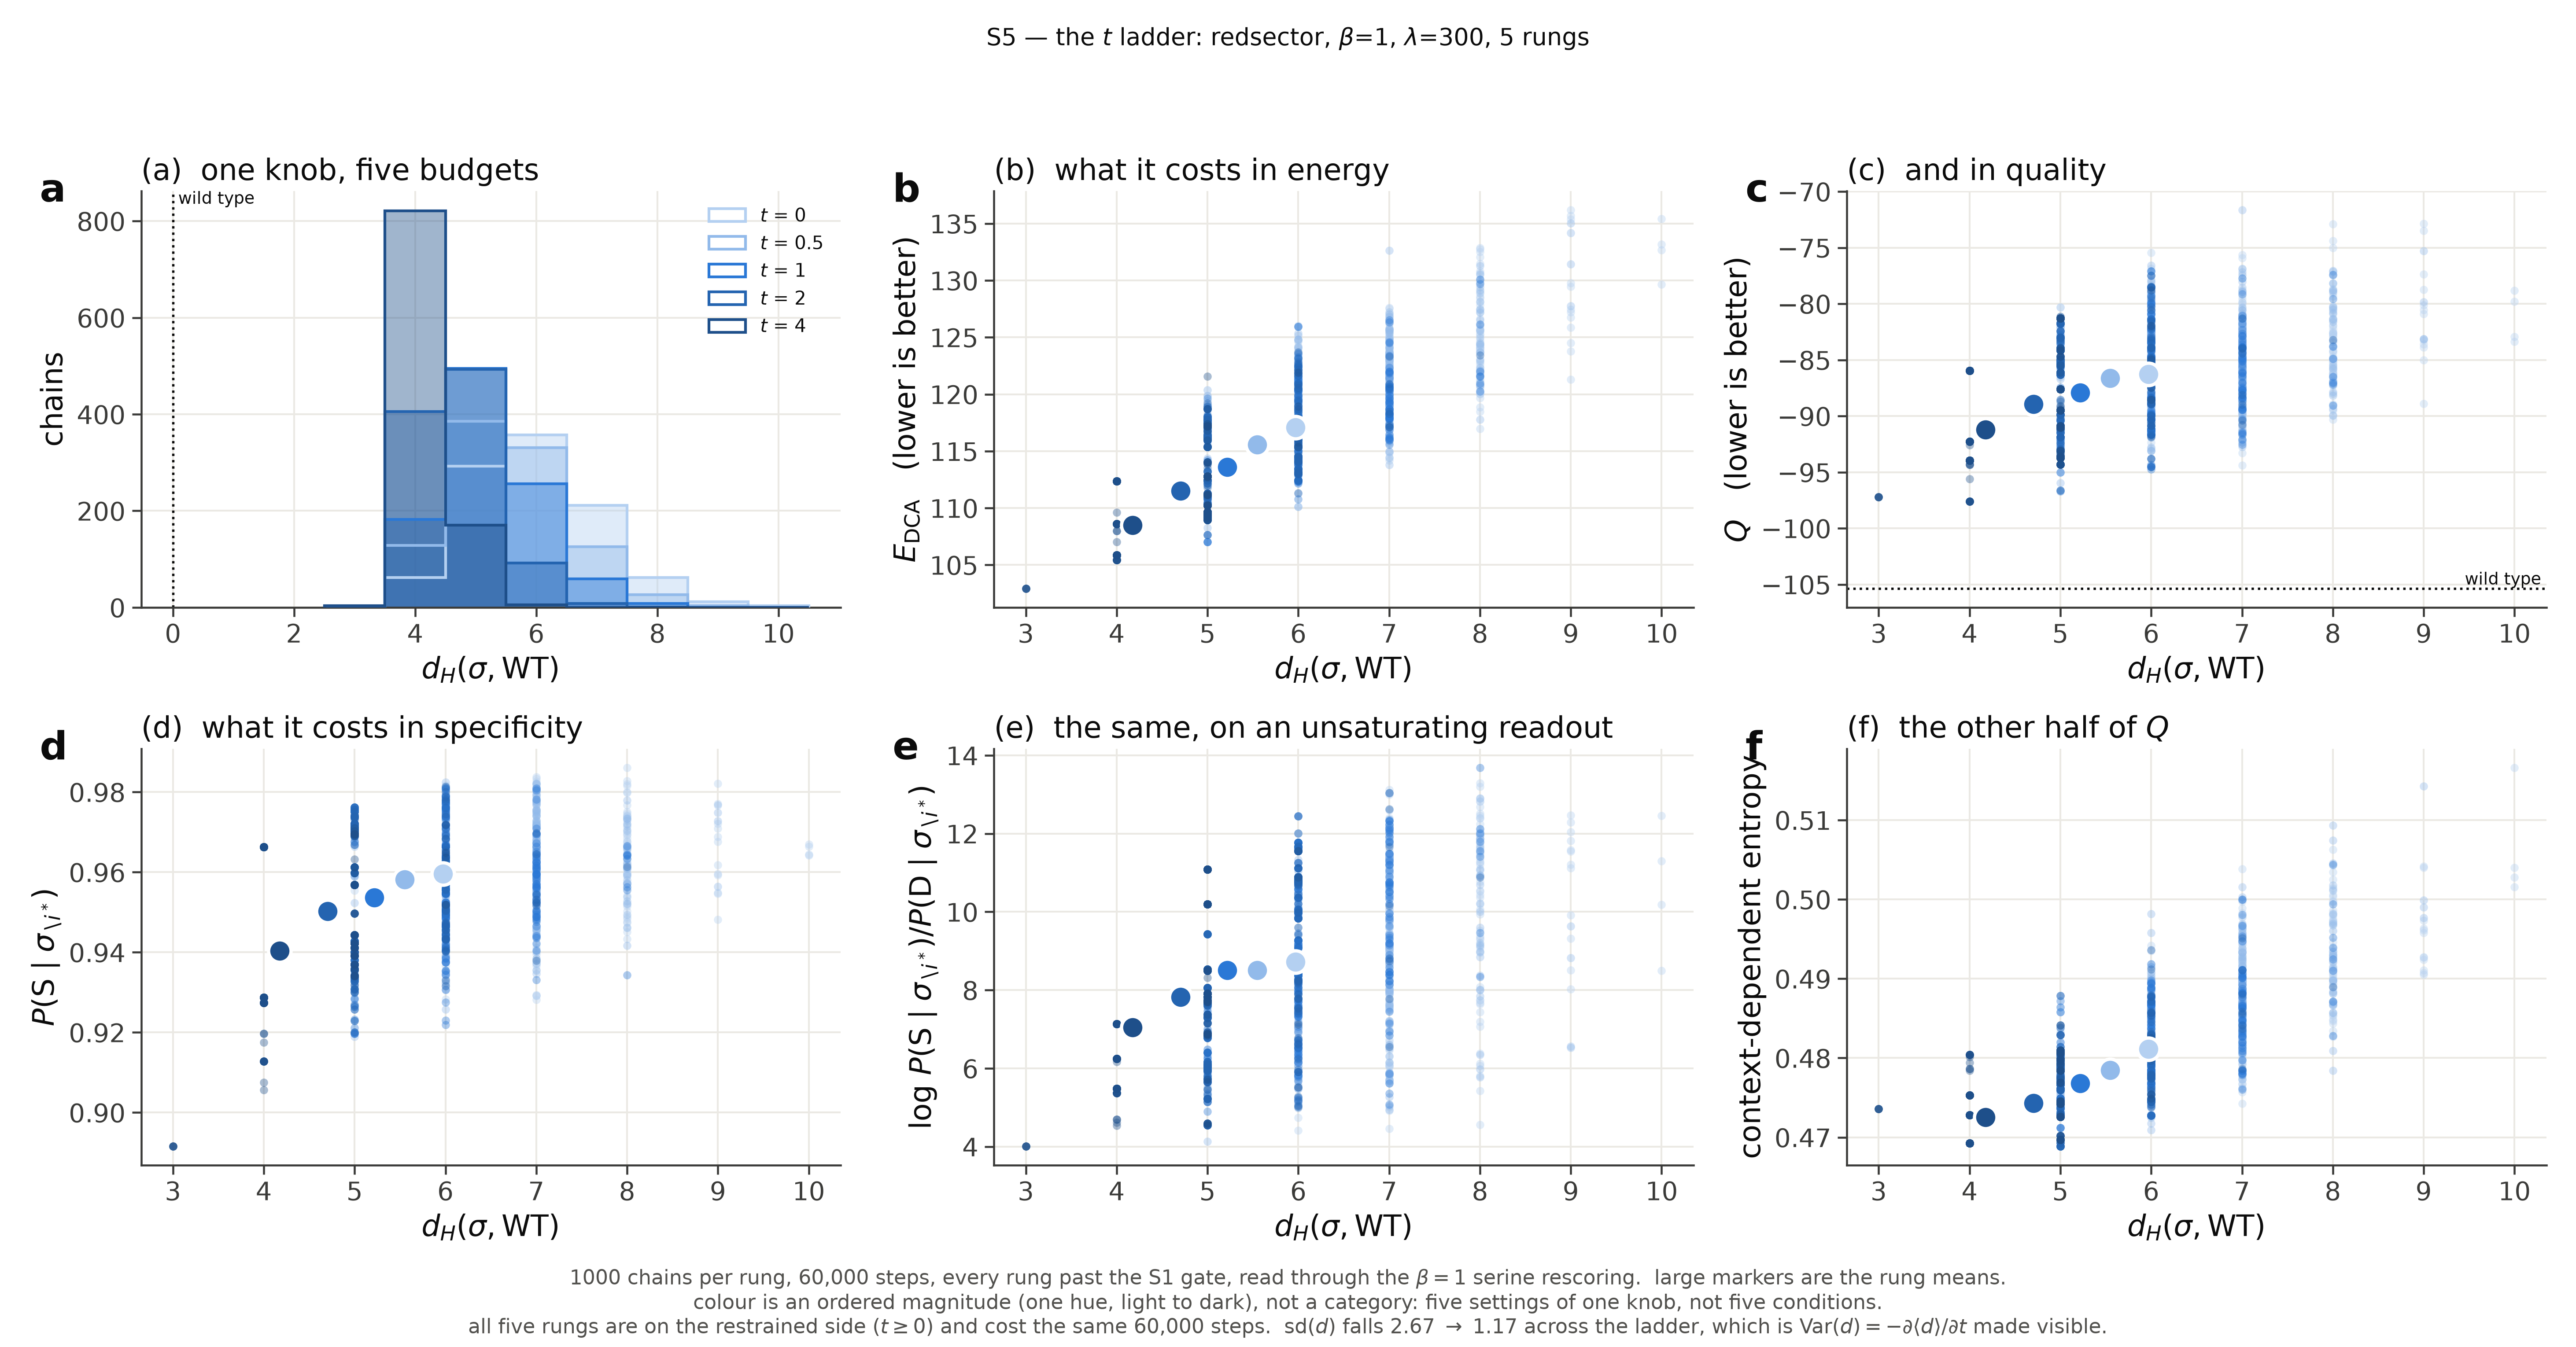 S5 — the t ladder: redsector, β=1, λ=300, 5 rungs
a
(a) one knob, five budgets
wild type
t = 0
t = 0.5
t = 1
t = 2
t = 4
chains
800
600
400
200
0
0 2 4 6 8 10
d_H(σ, WT)
b
(b) what it costs in energy
E_DCA (lower is better)
135
130
125
120
115
110
105
3 4 5 6 7 8 9 10
d_H(σ, WT)
c
(c) and in quality
Q (lower is better)
−70
−75
−80
−85
−90
−95
−100
−105
wild type
3 4 5 6 7 8 9 10
d_H(σ, WT)
d
(d) what it costs in specificity
P(S | σ_{\i*})
0.98
0.96
0.94
0.92
0.90
3 4 5 6 7 8 9 10
d_H(σ, WT)
e
(e) the same, on an unsaturating readout
log P(S | σ_{\i*})/P(D | σ_{\i*})
14
12
10
8
6
4
3 4 5 6 7 8 9 10
d_H(σ, WT)
f
(f) the other half of Q
context-dependent entropy
0.51
0.50
0.49
0.48
0.47
3 4 5 6 7 8 9 10
d_H(σ, WT)
1000 chains per rung, 60,000 steps, every rung past the S1 gate, read through the β = 1 serine rescoring. large markers are the rung means.
colour is an ordered magnitude (one hue, light to dark), not a category: five settings of one knob, not five conditions.
all five rungs are on the restrained side (t ≥ 0) and cost the same 60,000 steps. sd(d) falls 2.67 → 1.17 across the ladder, which is Var(d) = −∂⟨d⟩/∂t made visible.